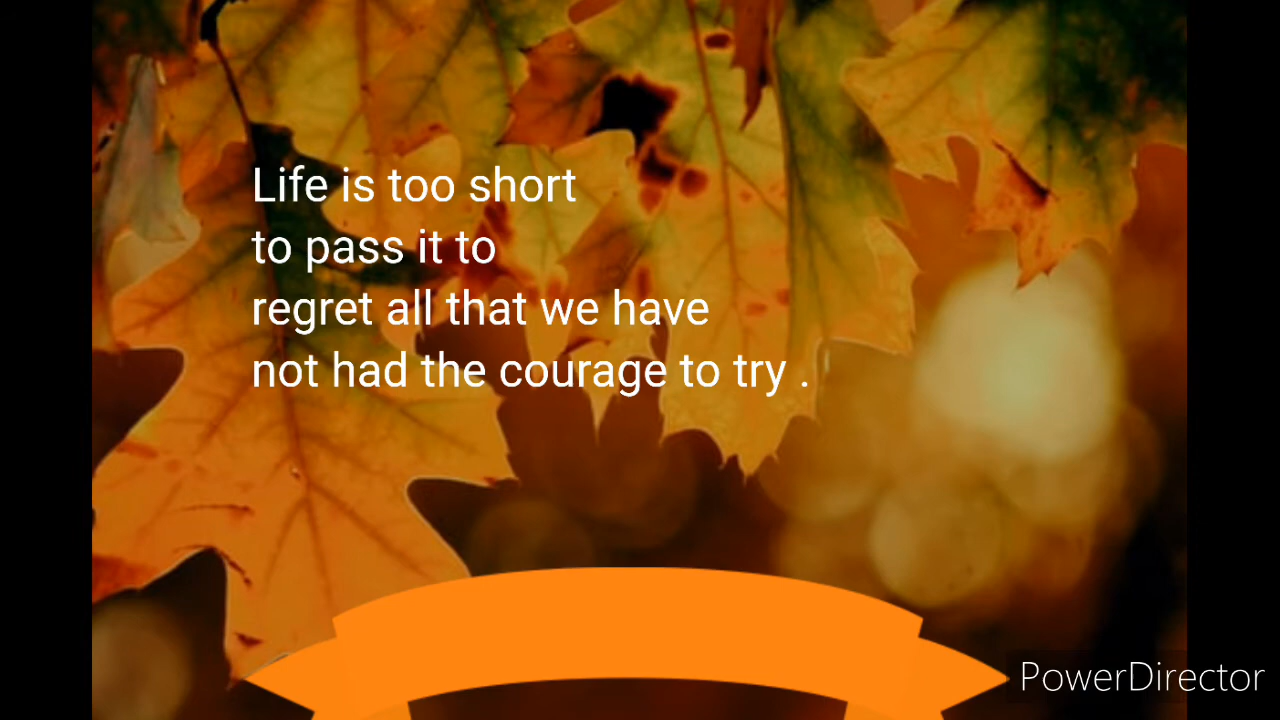 Life is too short
to pass it to
regret all that we have
not had the courage to try .
PowerDirector